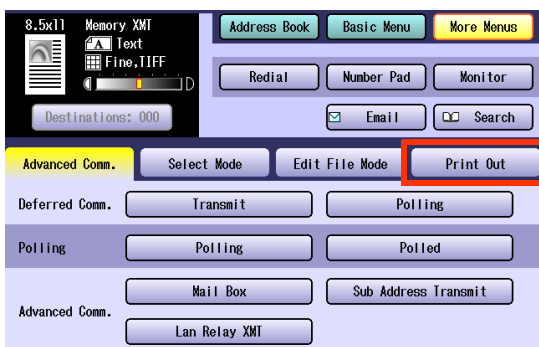 8.5x11 Memory XMT
A Text
Fine,TIFF
D
Destinations: 000
Address Book Basic Menu More Menus
Redial Number Pad Monitor
Email Search
Advanced Comm. Select Mode Edit File Mode Print Out
Deferred Comm. Transmit Polling
Polling Polling Polled
Advanced Comm. Mail Box Sub Address Transmit
Lan Relay XMT